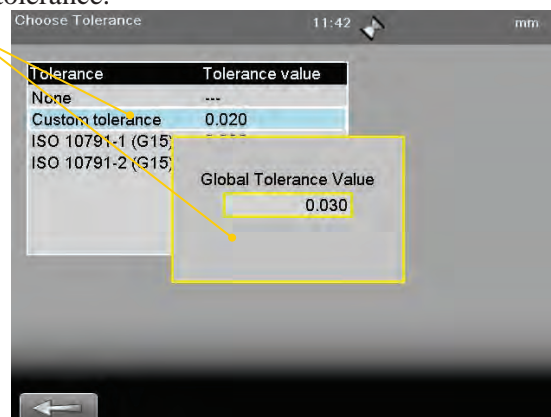 tolerance.
Choose Tolerance 11:42 mm
Tolerance Tolerance value
None ---
Custom tolerance 0.020
ISO 10791-1 (G15)
ISO 10791-2 (G15)
Global Tolerance Value
0.030